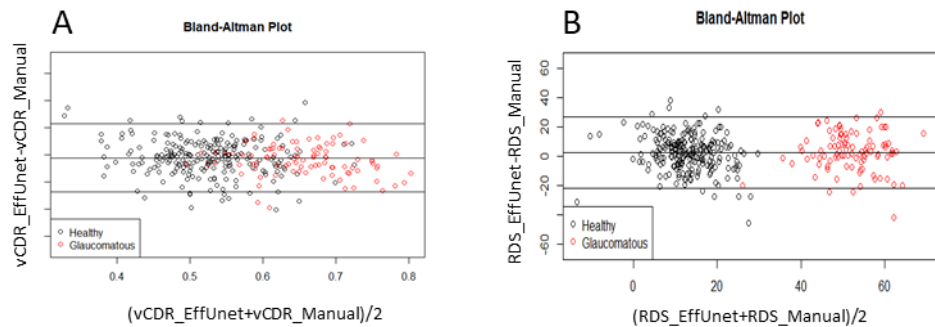 A
Bland-Altman Plot
vCDR_EffUnet-vCDR_Manual
Healthy
Glaucomatous
0.4 0.5 0.6 0.7 0.8
(vCDR_EffUnet+vCDR_Manual)/2
B
Bland-Altman Plot
RDS_EffUnet-RDS_Manual
60
20
0
-20
-60
Healthy
Glaucomatous
0 20 40 60
(RDS_EffUnet+RDS_Manual)/2